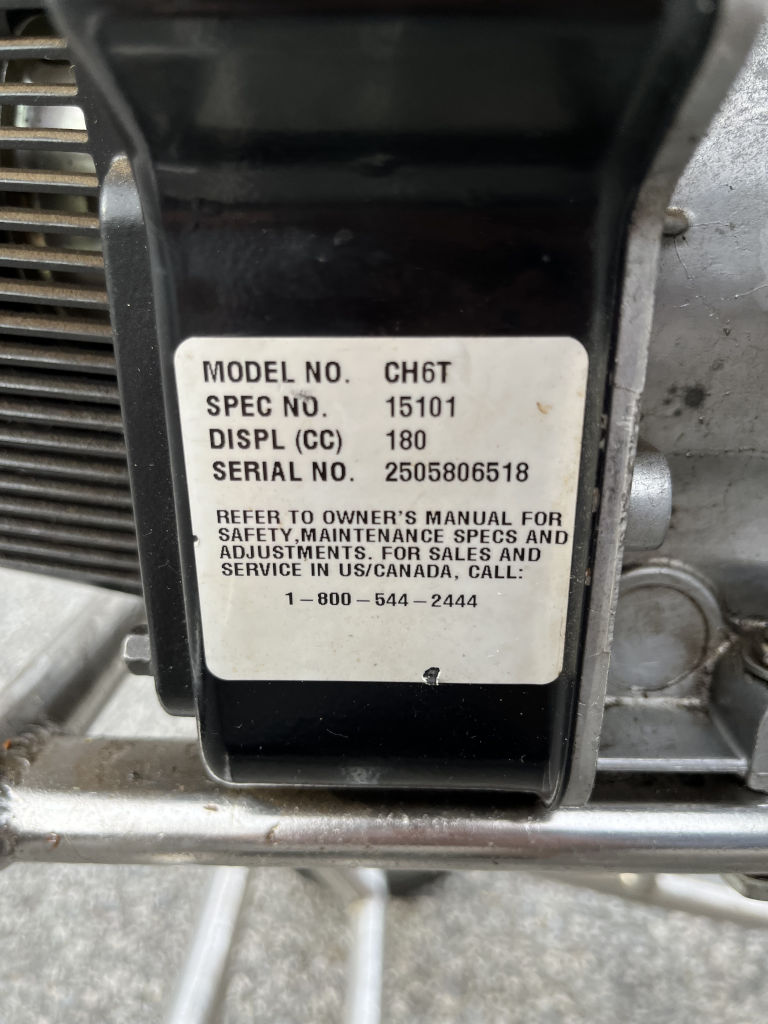 MODEL NO. CH6T
SPEC NO. 15101
DISPL (CC) 180
SERIAL NO. 2505806518
REFER TO OWNER'S MANUAL FOR
SAFETY,MAINTENANCE SPECS AND
ADJUSTMENTS. FOR SALES AND
SERVICE IN US/CANADA, CALL:
1-800-544-2444